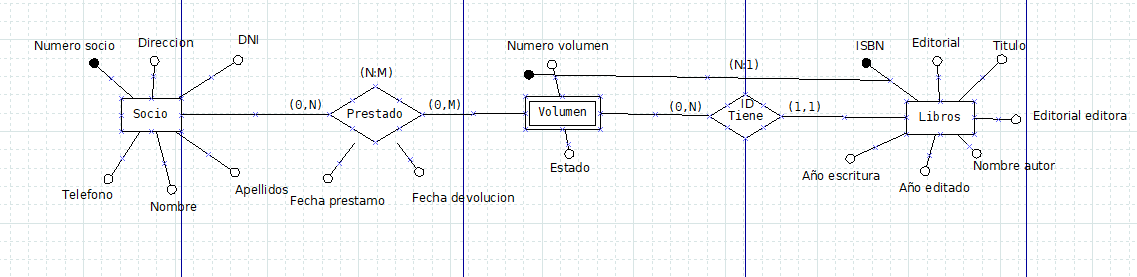 Numero socio
Direccion
DNI
Socio
Telefono
Nombre
Apellidos
(0,N)
(N:M)
Prestado
(0,M)
Fecha prestamo
Fecha devolucion
Numero volumen
Volumen
Estado
(N:1)
(0,N)
ID
Tiene
(1,1)
ISBN
Editorial
Titulo
Libros
Editorial editora
Año escritura
Año editado
Nombre autor